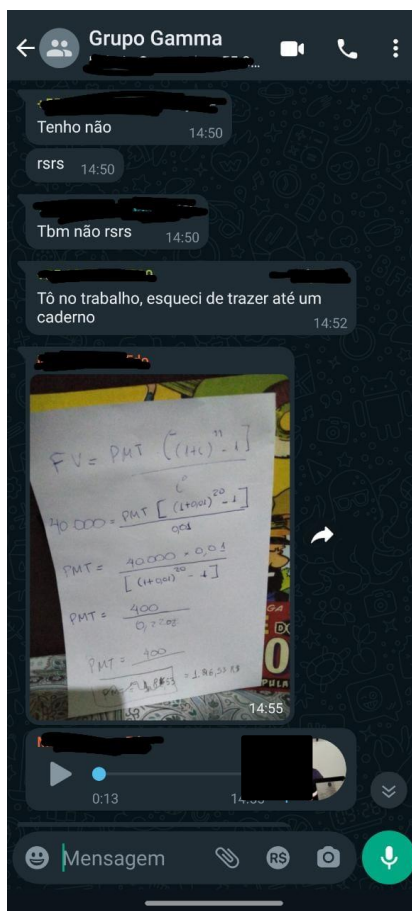 Grupo Gamma
Tenho não
14:50
rsrs
14:50
Tbm não rsrs
14:50
Tô no trabalho, esqueci de trazer até um
caderno
14:52
FV = PMT [(1+i)ⁿ - 1]
i
40.000 = PMT [(1+0,01)²⁰ - 1]
0,01
PMT = 40.000 × 0,01
[(1+0,01)²⁰ - 1]
PMT = 400
PMT = 400
14:55
0:13
Mensagem
RS